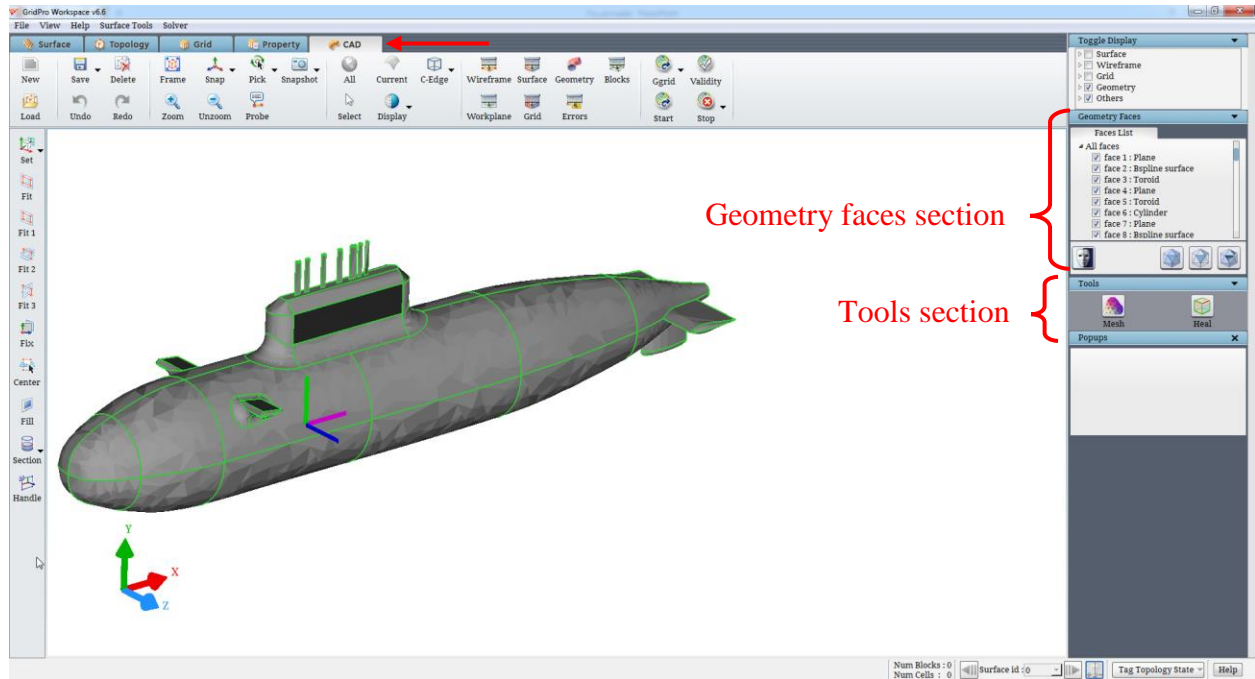 GridPro Workspace v6.6
File View Help Surface Tools Solver
Surface Topology Grid Property CAD
New Save Delete Frame Snap Pick Snapshot All Current C-Edge Wireframe Surface Geometry Blocks Ggrid Validity
Load Undo Redo Zoom Unzoom Probe Select Display Workplane Grid Errors Start Stop
Set
Fit
Fit 1
Fit 2
Fit 3
Fix
Center
Fill
Section
Handle
Y
X
Z
Geometry faces section
Tools section
Toggle Display
Surface
Wireframe
Grid
Geometry
Others
Geometry Faces
Faces List
All faces
face 1 : Plane
face 2 : Bspline surface
face 3 : Toroid
face 4 : Plane
face 5 : Toroid
face 6 : Cylinder
face 7 : Plane
face 8 : Bspline surface
Tools
Mesh Heal
Popups
Num Blocks : 0
Num Cells : 0
Surface id : 0
Tag Topology State
Help